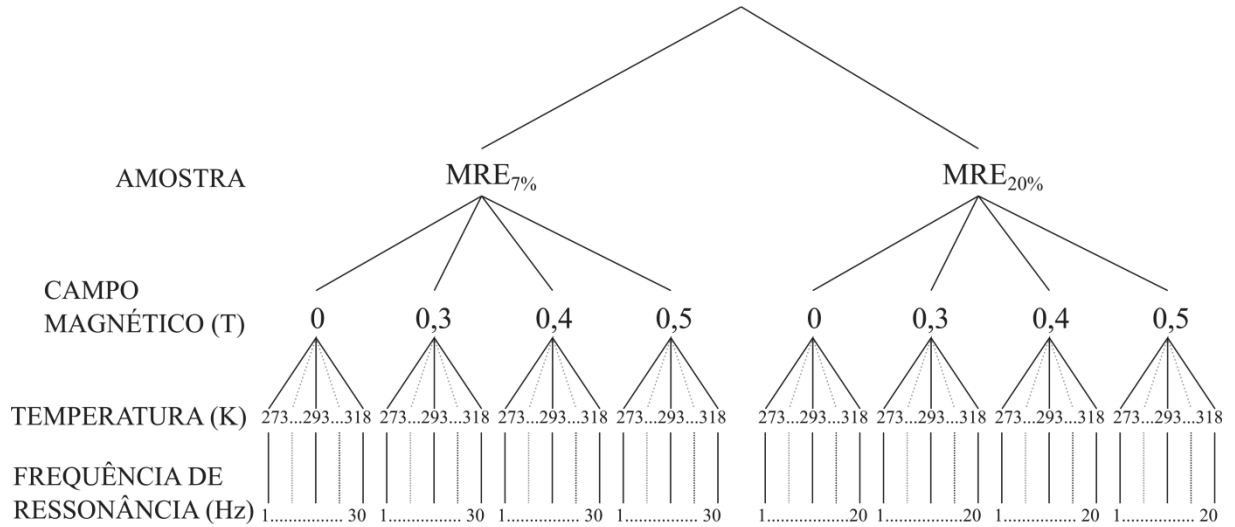 AMOSTRA MRE7% MRE20%
CAMPO
MAGNÉTICO (T) 0 0,3 0,4 0,5 0 0,3 0,4 0,5
TEMPERATURA (K) 273...293...318 273...293...318 273...293...318 273...293...318 273...293...318 273...293...318 273...293...318 273...293...318
FREQUÊNCIA DE
RESSONÂNCIA (Hz) 1................ 30 1................ 30 1................ 30 1................ 30 1.................20 1.................20 1.................20 1.................20